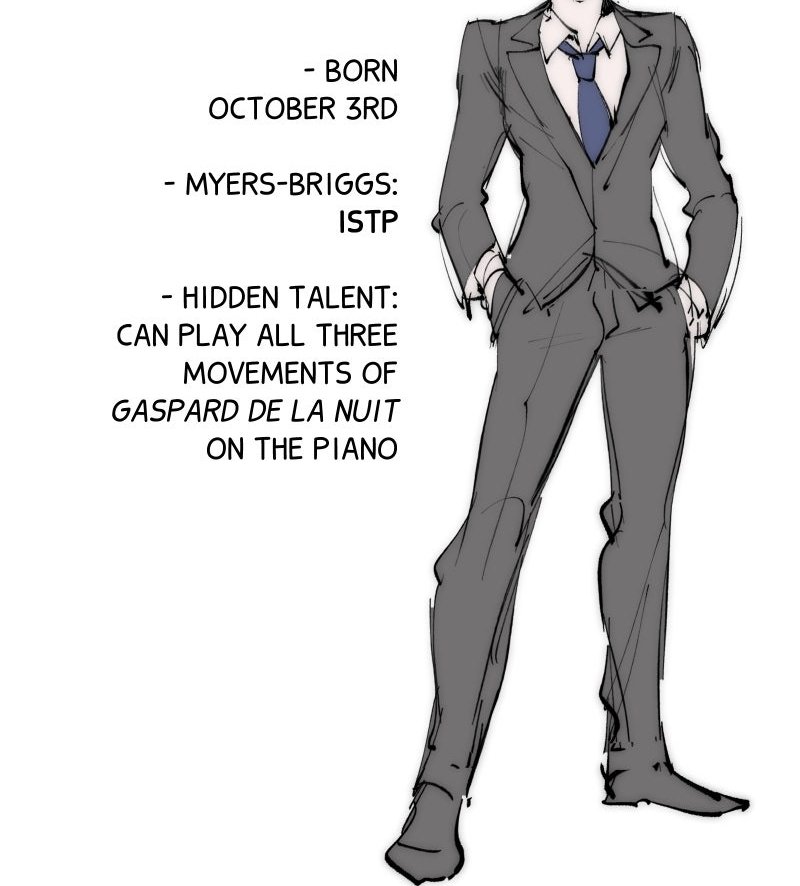 - BORN
OCTOBER 3RD
- MYERS-BRIGGS:
ISTP
- HIDDEN TALENT:
CAN PLAY ALL THREE
MOVEMENTS OF
GASPARD DE LA NUIT
ON THE PIANO